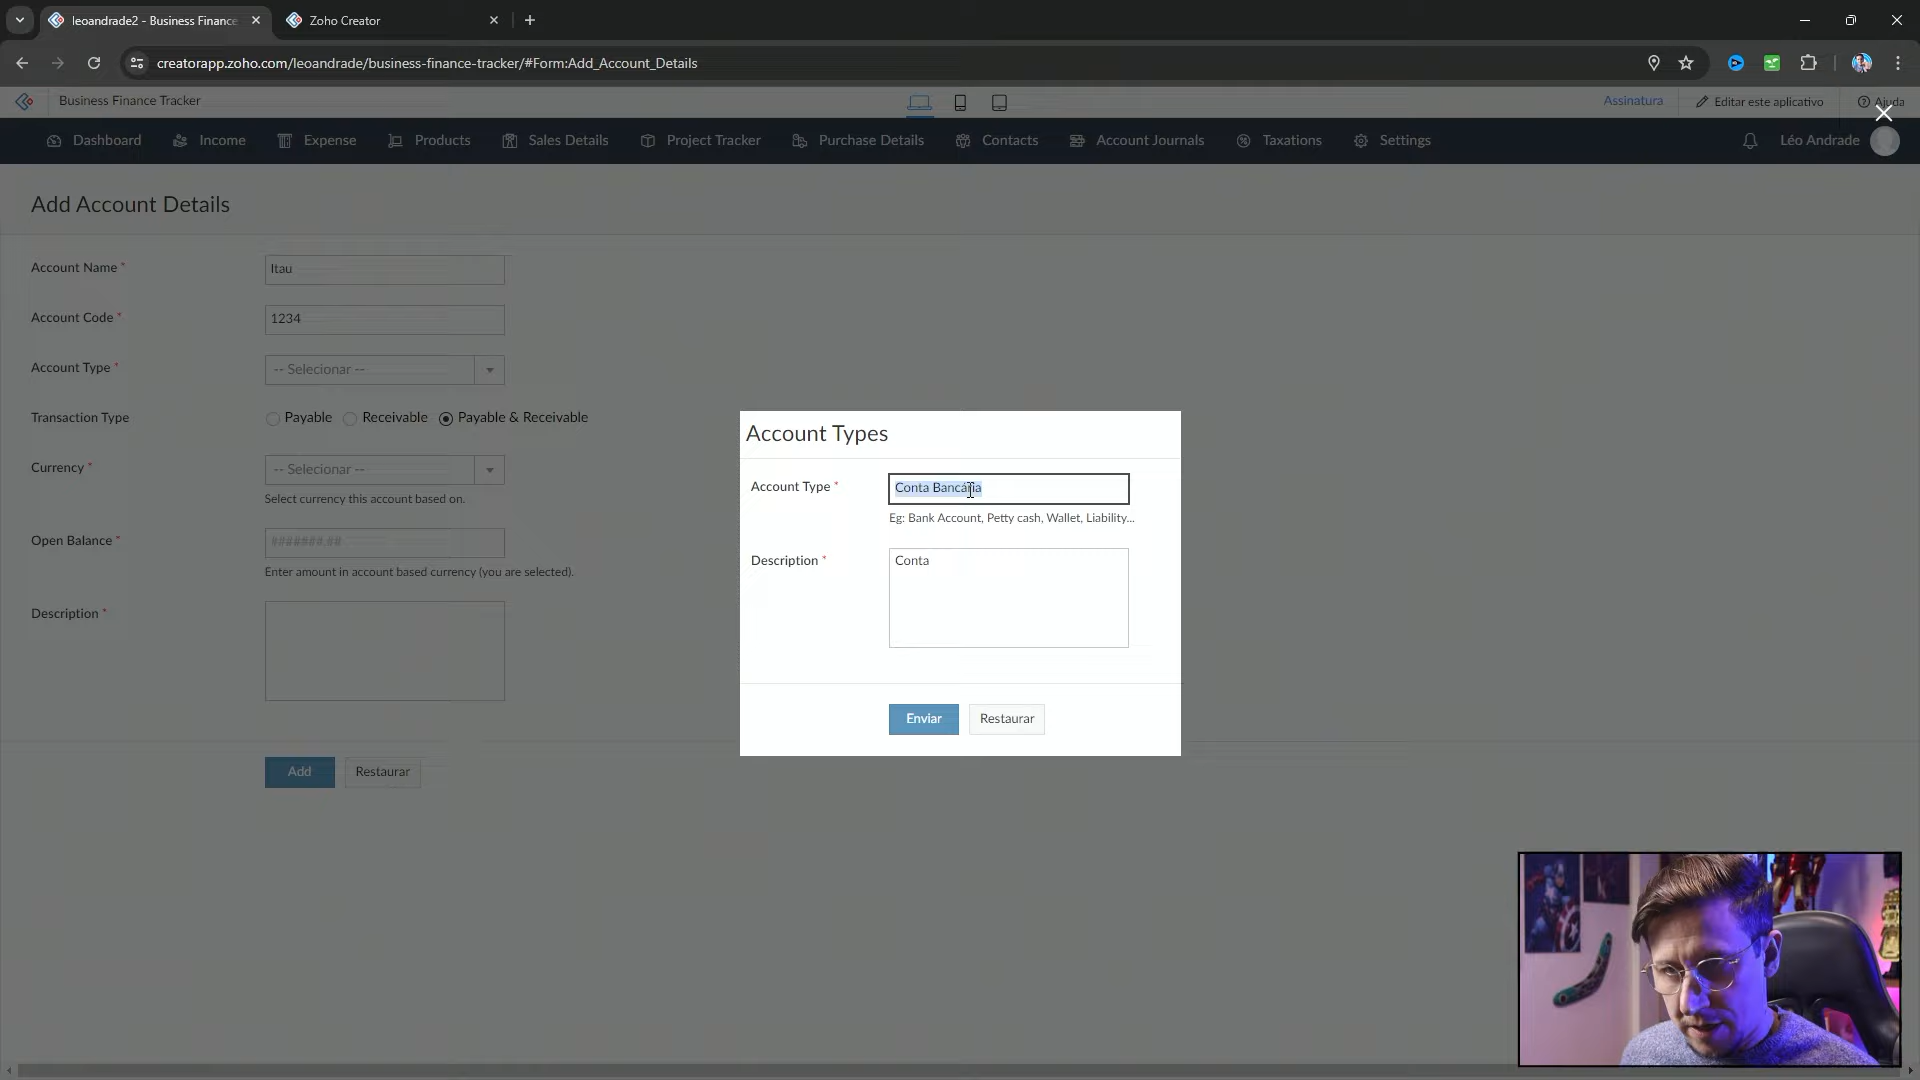 leoandrade2 - Business Finance
Zoho Creator
creatorapp.zoho.com/leoandrade/business-finance-tracker/#Form:Add_Account_Details
Business Finance Tracker
Assinatura
Editar este aplicativo
Ajuda
Dashboard
Income
Expense
Products
Sales Details
Project Tracker
Purchase Details
Contacts
Account Journals
Taxations
Settings
Léo Andrade
Add Account Details
Account Name *
Itau
Account Code *
1234
Account Type *
-- Selecionar --
Transaction Type
Payable
Receivable
Payable & Receivable
Currency *
-- Selecionar --
Select currency this account based on.
Open Balance *
#######.##
Enter amount in account based currency (you are selected).
Description *
Add
Restaurar
Account Types
Account Type *
Conta Bancária
Eg: Bank Account, Petty cash, Wallet, Liability...
Description *
Conta
Enviar
Restaurar